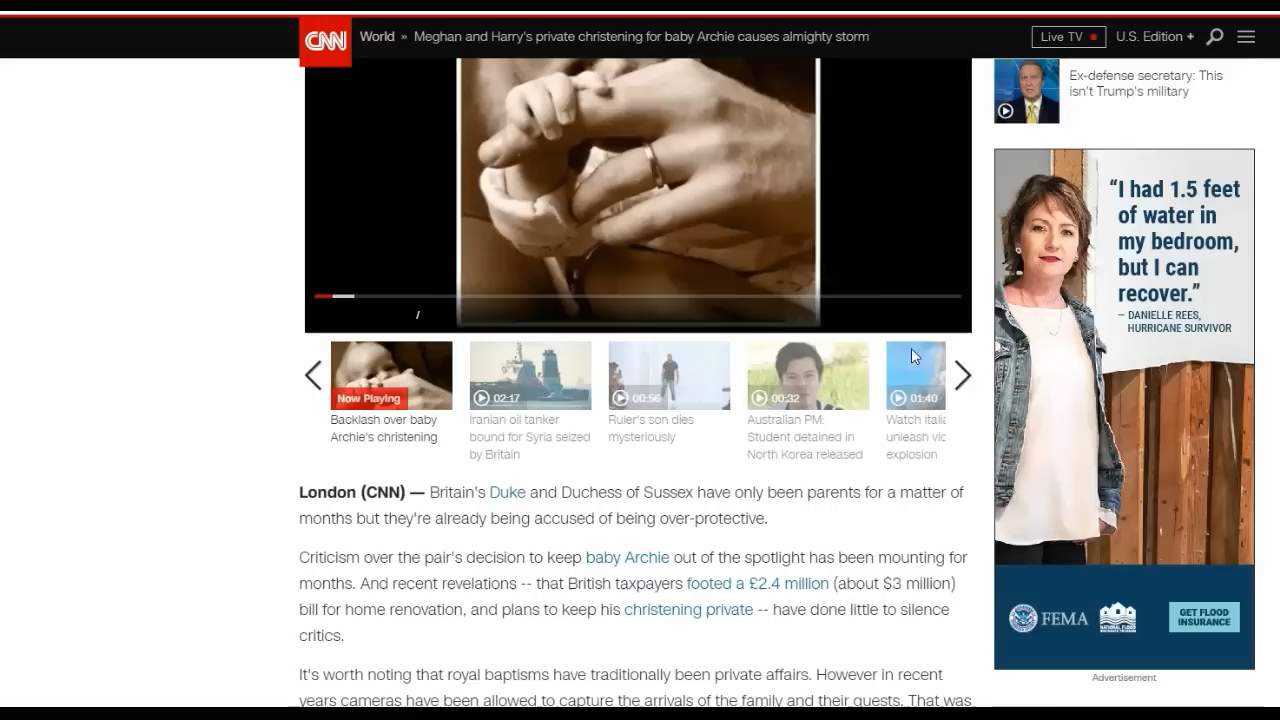 CNN
World » Meghan and Harry's private christening for baby Archie causes almighty storm
Live TV
U.S. Edition +
Ex-defense secretary: This
isn't Trump's military
/
Now Playing
Backlash over baby
Archie's christening
02:17
Iranian oil tanker
bound for Syria seized
by Britain
00:56
Ruler's son dies
mysteriously
00:32
Australian PM:
Student detained in
North Korea released
01:40
Watch Italia
unleash vio
explosion
London (CNN) — Britain's Duke and Duchess of Sussex have only been parents for a matter of
months but they're already being accused of being over-protective.
Criticism over the pair's decision to keep baby Archie out of the spotlight has been mounting for
months. And recent revelations -- that British taxpayers footed a £2.4 million (about $3 million)
bill for home renovation, and plans to keep his christening private -- have done little to silence
critics.
It's worth noting that royal baptisms have traditionally been private affairs. However in recent
years cameras have been allowed to capture the arrivals of the family and their guests. That was
"I had 1.5 feet
of water in
my bedroom,
but I can
recover."
— DANIELLE REES,
HURRICANE SURVIVOR
FEMA
NATIONAL FLOOD
INSURANCE PROGRAM
GET FLOOD
INSURANCE
Advertisement